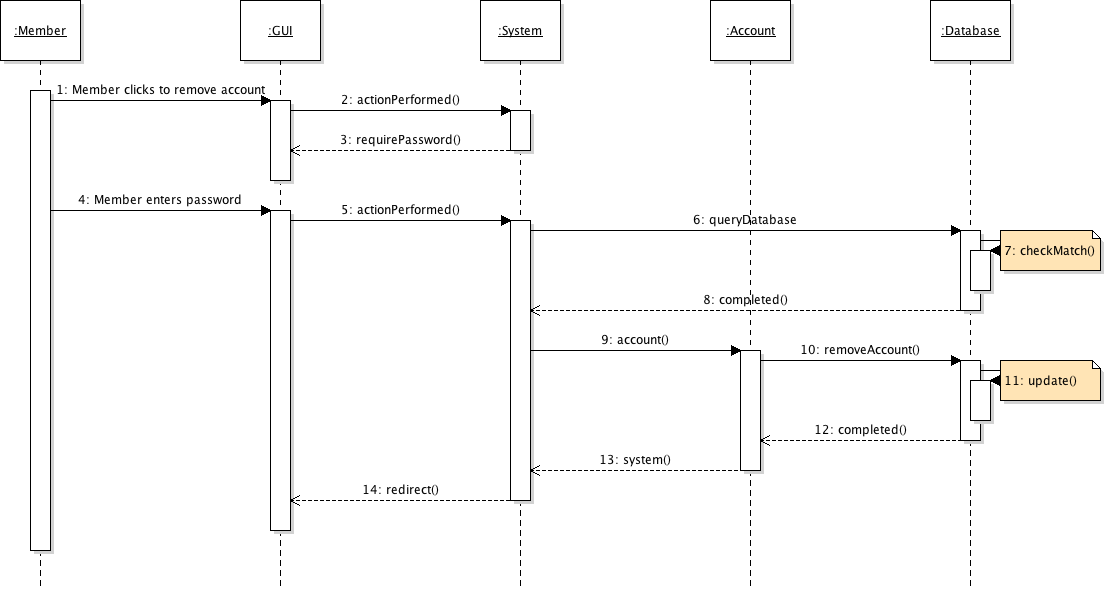 :Member
:GUI
:System
:Account
:Database
1: Member clicks to remove account
2: actionPerformed()
3: requirePassword()
4: Member enters password
5: actionPerformed()
6: queryDatabase
7: checkMatch()
8: completed()
9: account()
10: removeAccount()
11: update()
12: completed()
13: system()
14: redirect()